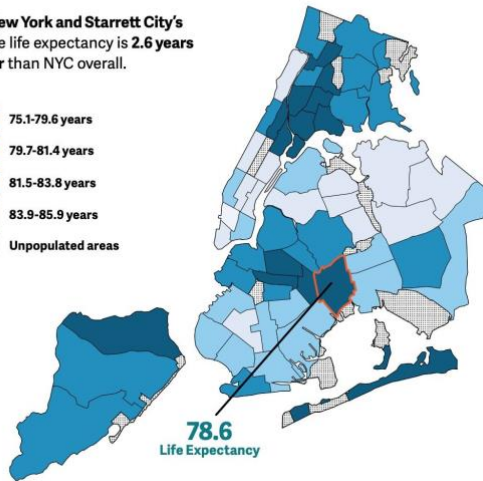 ew York and Starrett City's
e life expectancy is 2.6 years
r than NYC overall.
75.1-79.6 years
79.7-81.4 years
81.5-83.8 years
83.9-85.9 years
Unpopulated areas
78.6
Life Expectancy